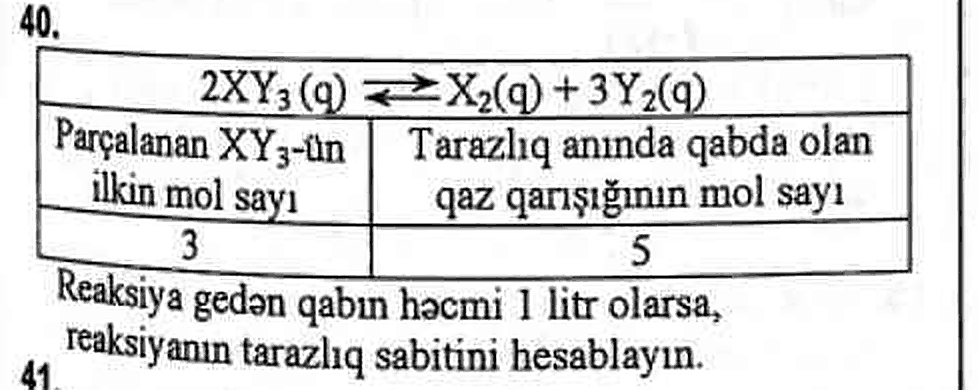 40.
2XY₃ (q) ⇄ X₂(q) + 3Y₂(q)
Parçalanan XY₃-ün
ilkin mol sayı
Tarazlıq anında qabda olan
qaz qarışığının mol sayı
3
5
Reaksiya gedən qabın həcmi 1 litr olarsa,
reaksiyanın tarazlıq sabitini hesablayın.
41.